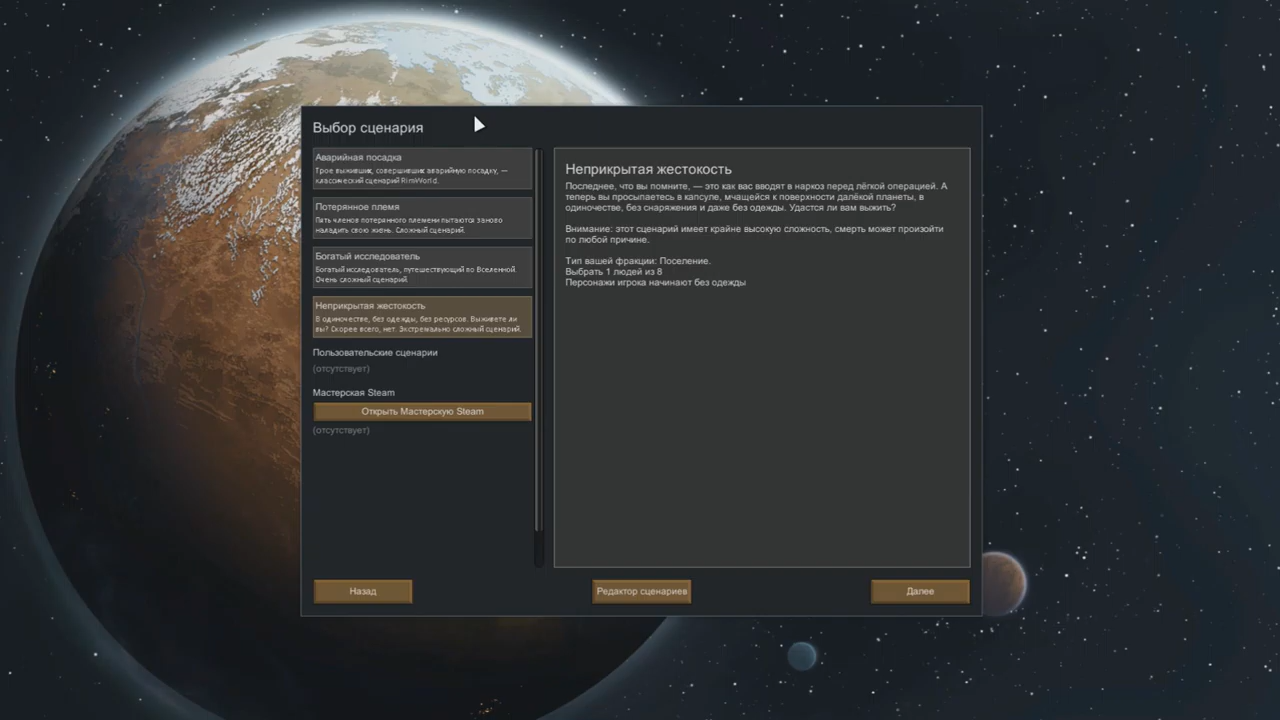 Выбор сценария
Аварийная посадка
Трое выживших, совершивших аварийную посадку, —
классический сценарий RimWorld.
Потерянное племя
Пять членов потерянного племени пытаются заново
наладить свою жизнь. Сложный сценарий.
Богатый исследователь
Богатый исследователь, путешествующий по Вселенной.
Очень сложный сценарий.
Неприкрытая жестокость
В одиночестве, без одежды, без ресурсов. Выживете ли
вы? Скорее всего, нет. Экстремально сложный сценарий.
Пользовательские сценарии
(отсутствует)
Мастерская Steam
Открыть Мастерскую Steam
(отсутствует)
Неприкрытая жестокость
Последнее, что вы помните, — это как вас вводят в наркоз перед лёгкой операцией. А
теперь вы просыпаетесь в капсуле, мчащейся к поверхности далёкой планеты, в
одиночестве, без снаряжения и даже без одежды. Удастся ли вам выжить?
Внимание: этот сценарий имеет крайне высокую сложность, смерть может произойти
по любой причине.
Тип вашей фракции: Поселение.
Выбрать 1 людей из 8
Персонажи игрока начинают без одежды
Назад
Редактор сценариев
Далее